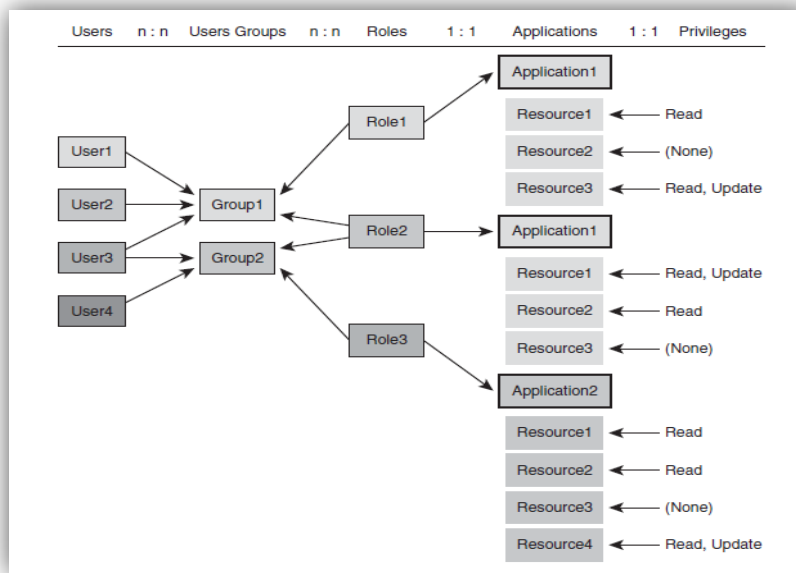 Users n : n Users Groups n : n Roles 1 : 1 Applications 1 : 1 Privileges
Application1
Role1
Resource1 Read
User1
Resource2 (None)
Resource3 Read, Update
User2 Group1
Role2 Application1
User3 Group2
Resource1 Read, Update
User4
Resource2 Read
Role3
Resource3 (None)
Application2
Resource1 Read
Resource2 Read
Resource3 (None)
Resource4 Read, Update